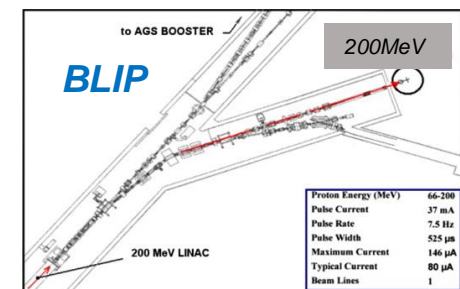 to AGS BOOSTER
200MeV
BLIP
200 MeV LINAC
Proton Energy (MeV) 66-200
Pulse Current 37 mA
Pulse Rate 7.5 Hz
Pulse Width 525 µs
Maximum Current 146 µA
Typical Current 80 µA
Beam Lines 1